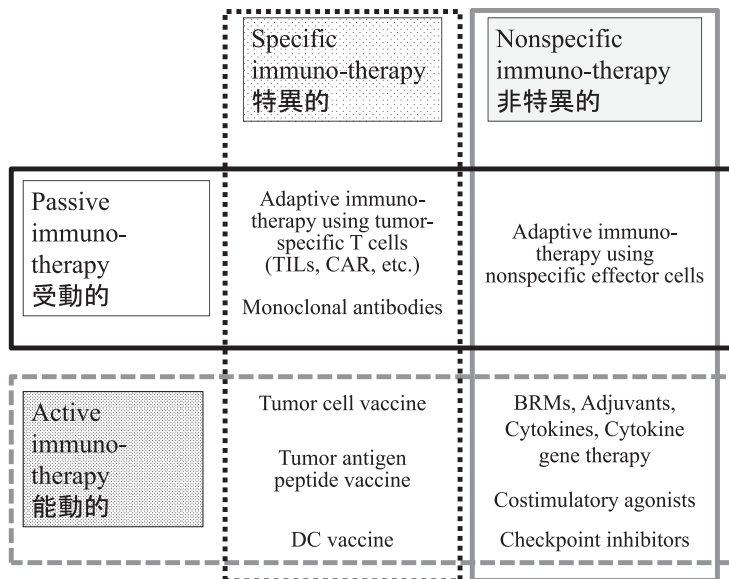 Specific
immuno-therapy
特異的
Nonspecific
immuno-therapy
非特異的
Passive
immuno-
therapy
受動的
Adaptive immuno-
therapy using tumor-
specific T cells
(TILs, CAR, etc.)
Monoclonal antibodies
Adaptive immuno-
therapy using
nonspecific effector cells
Active
immuno-
therapy
能動的
Tumor cell vaccine
Tumor antigen
peptide vaccine
DC vaccine
BRMs, Adjuvants,
Cytokines, Cytokine
gene therapy
Costimulatory agonists
Checkpoint inhibitors